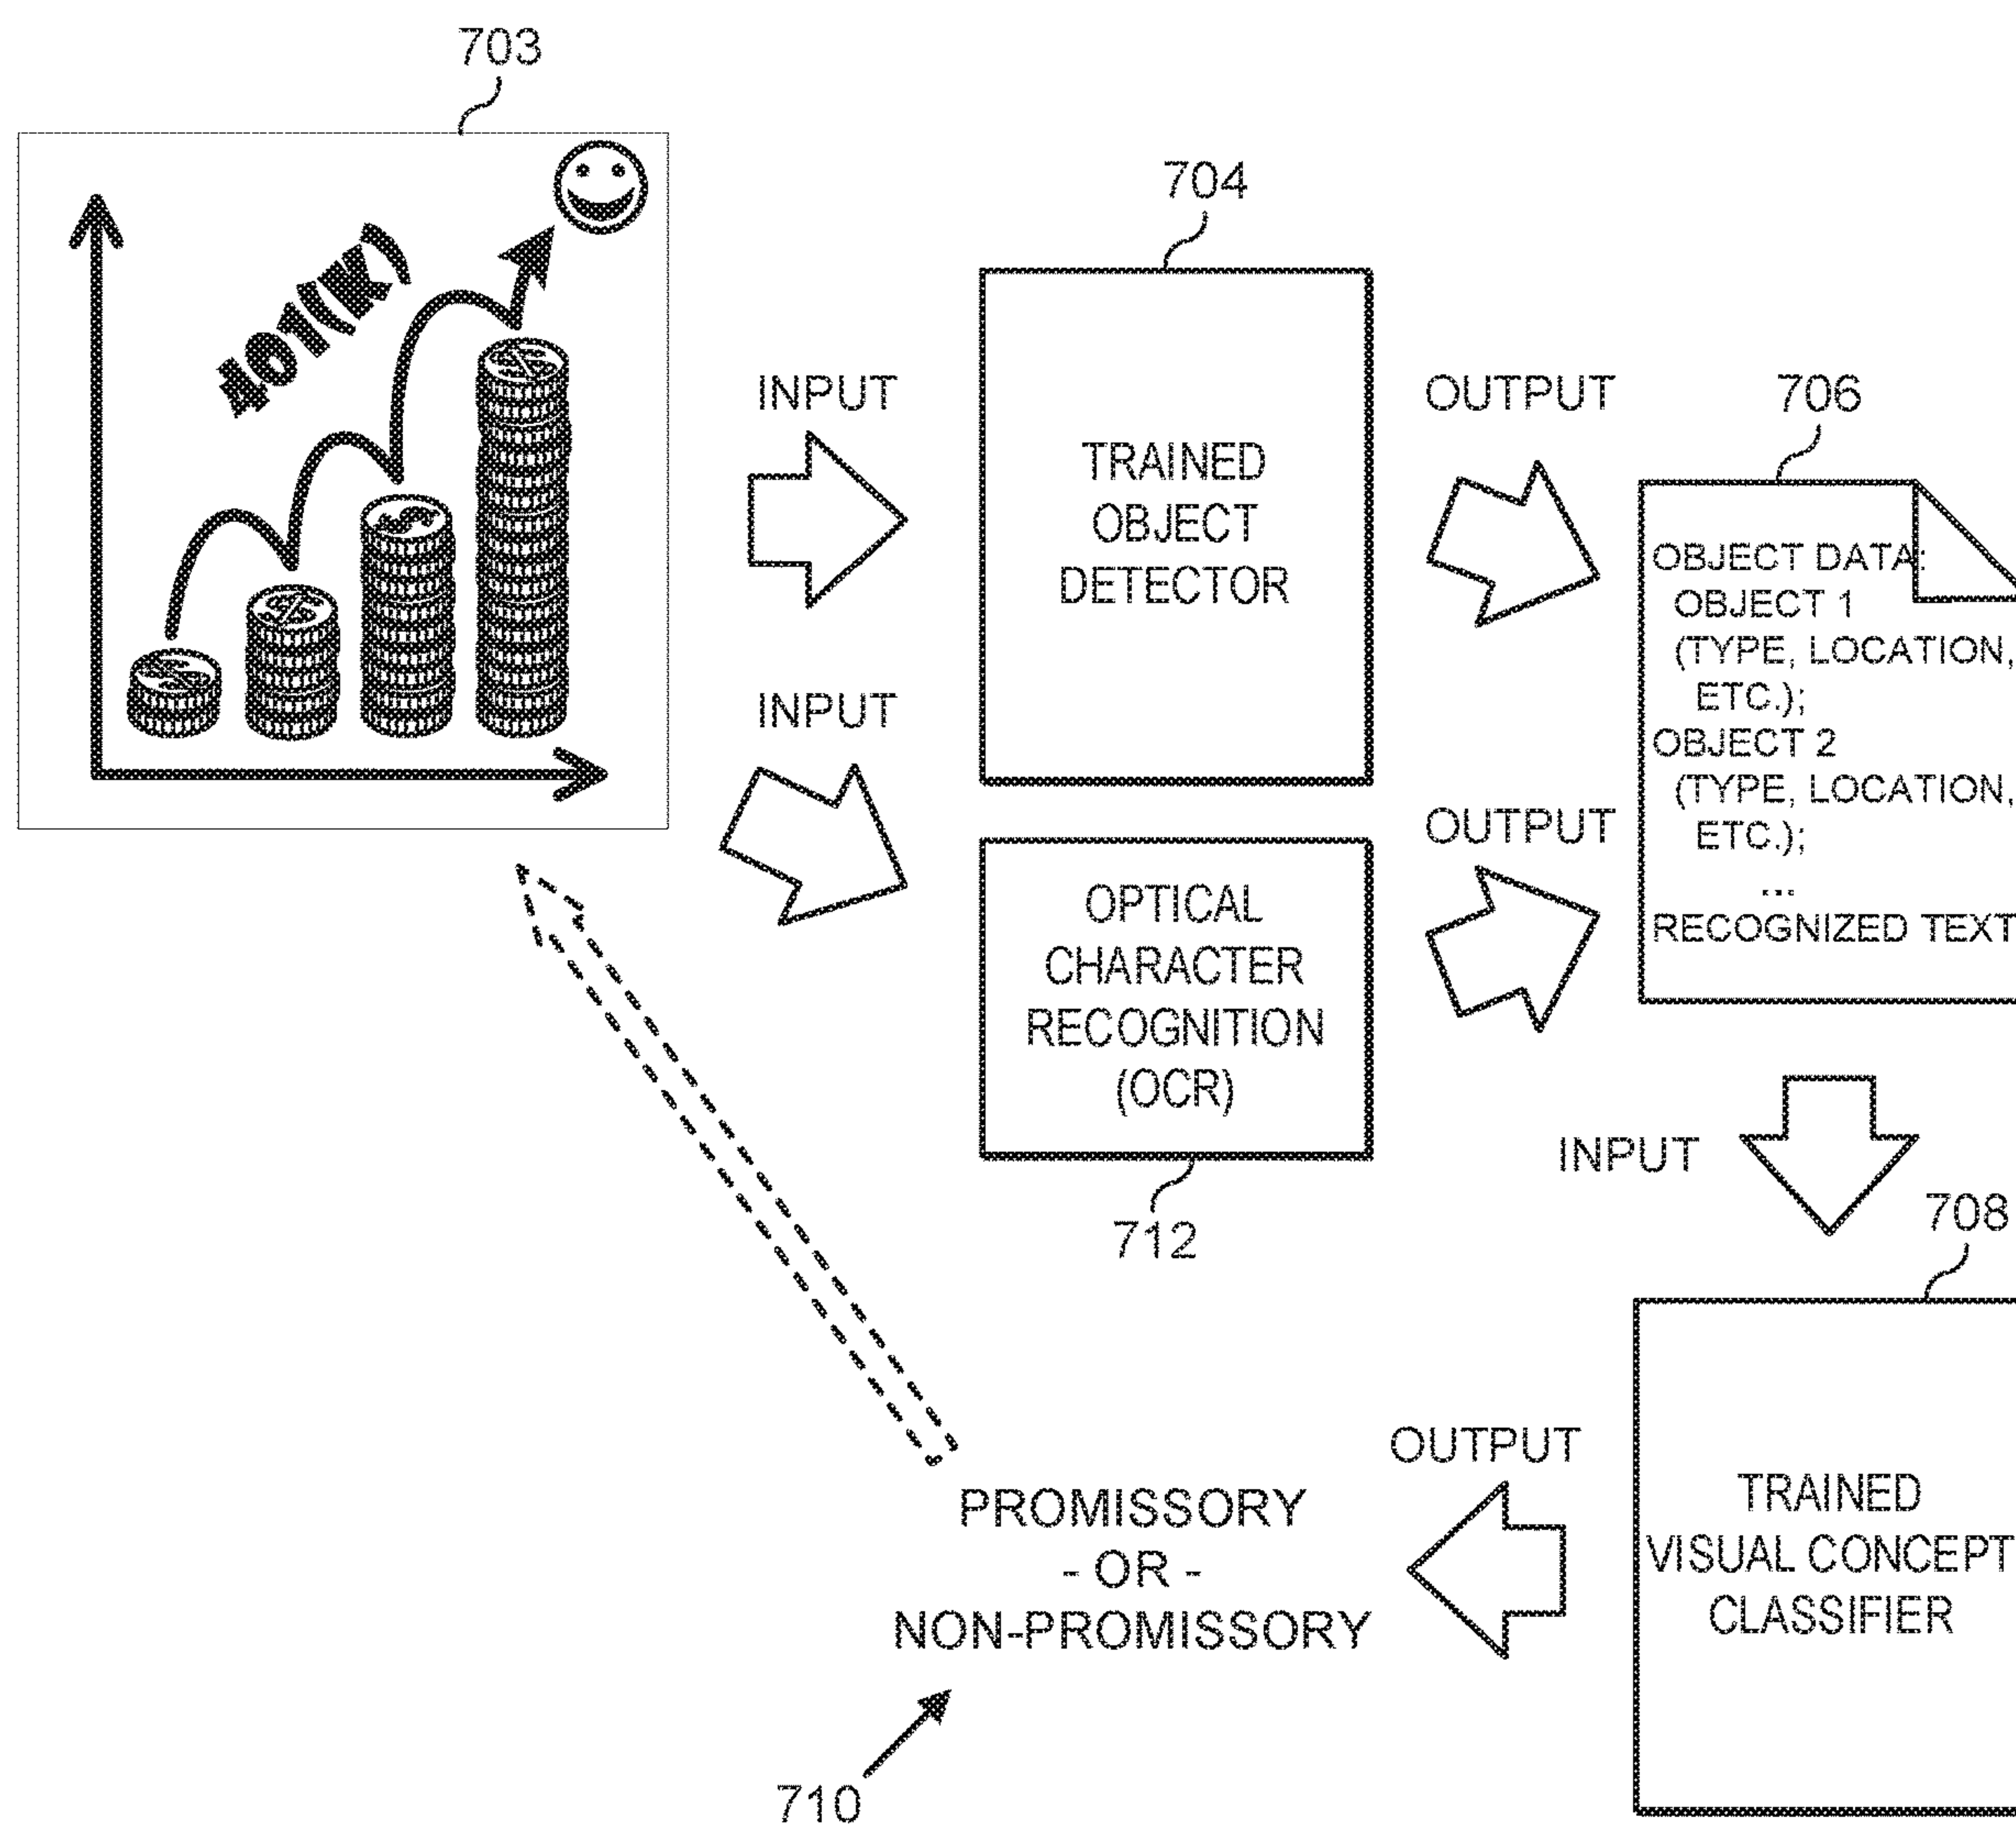 703
401(K)
704
INPUT
TRAINED
OBJECT
DETECTOR
OUTPUT
706
OBJECT DATA:
OBJECT 1
(TYPE, LOCATION,
ETC.);
OBJECT 2
(TYPE, LOCATION,
ETC.);
...
RECOGNIZED TEXT
INPUT
OPTICAL
CHARACTER
RECOGNITION
(OCR)
712
OUTPUT
INPUT
708
TRAINED
VISUAL CONCEPT
CLASSIFIER
OUTPUT
PROMISSORY
- OR -
NON-PROMISSORY
710